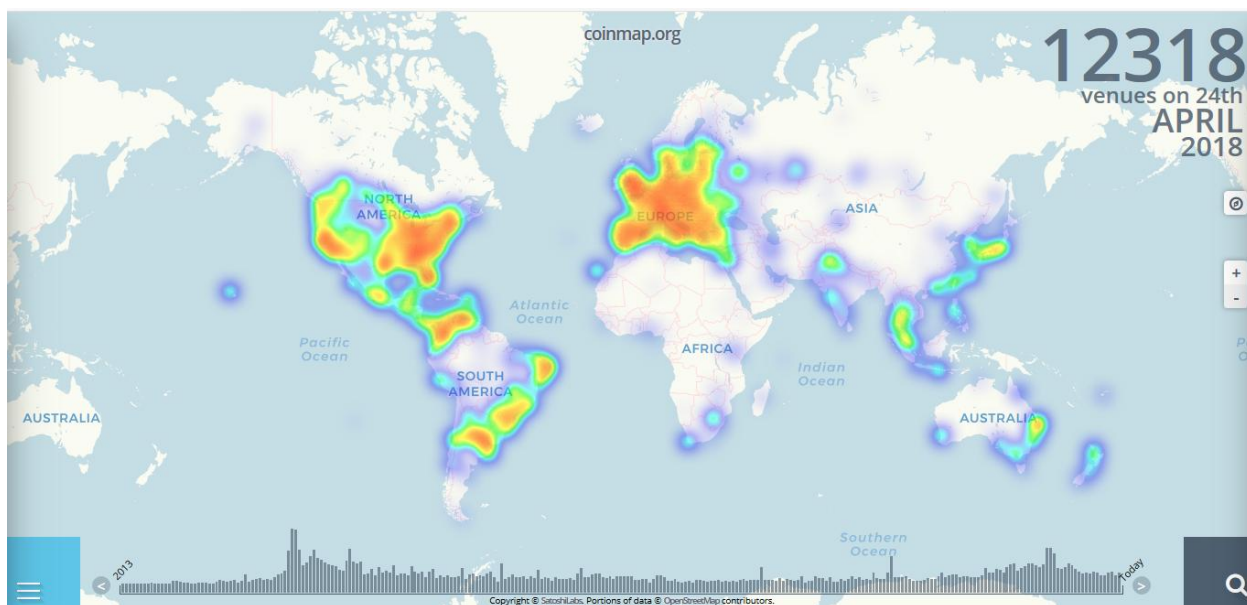 coinmap.org
12318
venues on 24th
APRIL
2018
NORTH
AMERICA
EUROPE
ASIA
Atlantic
Ocean
Pacific
Ocean
AFRICA
Indian
Ocean
SOUTH
AMERICA
AUSTRALIA
AUSTRALIA
+
-
Southern
Ocean
< 2013
Today >
Copyright © SatoshiLabs. Portions of data © OpenStreetMap contributors.